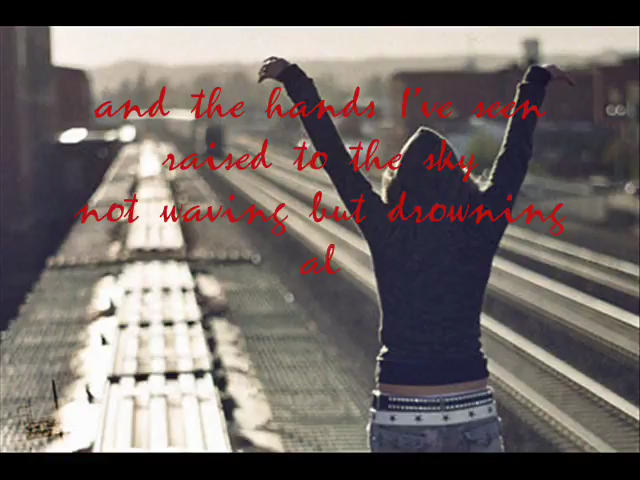 and the hands I've seen
raised to the sky
not waving but drowning
al